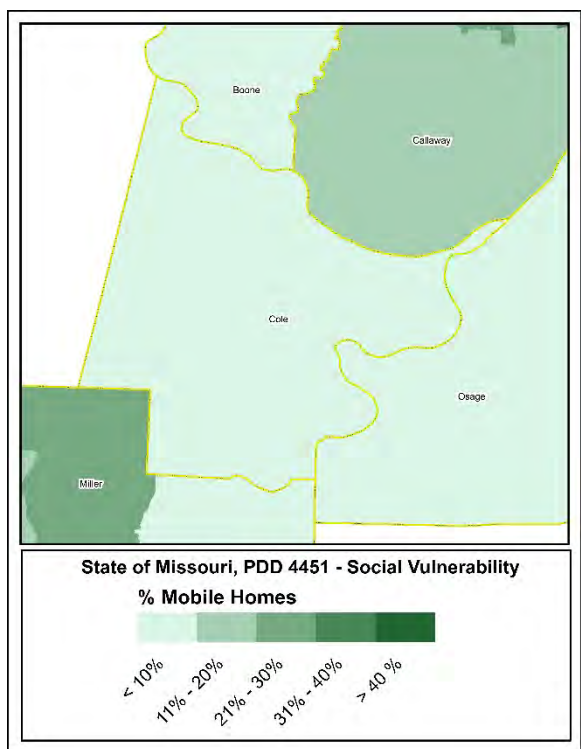 Boone
Callaway
Cole
Osage
Miller
State of Missouri, PDD 4451 - Social Vulnerability
% Mobile Homes
< 10%
11% - 20%
21% - 30%
31% - 40%
> 40 %